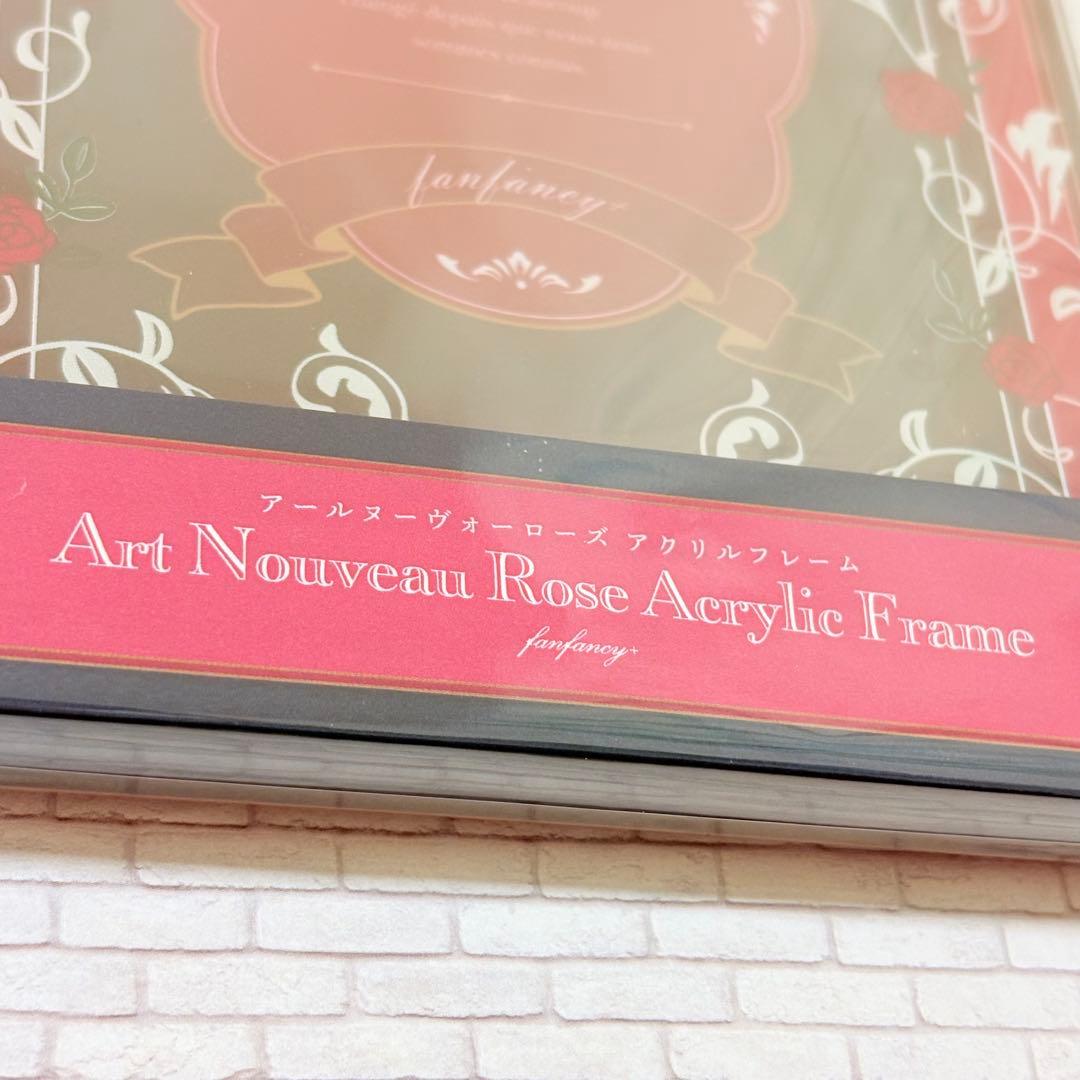 fanfancy+
アールヌーヴォーローズ アクリルフレーム
Art Nouveau Rose Acrylic Frame
fanfancy+